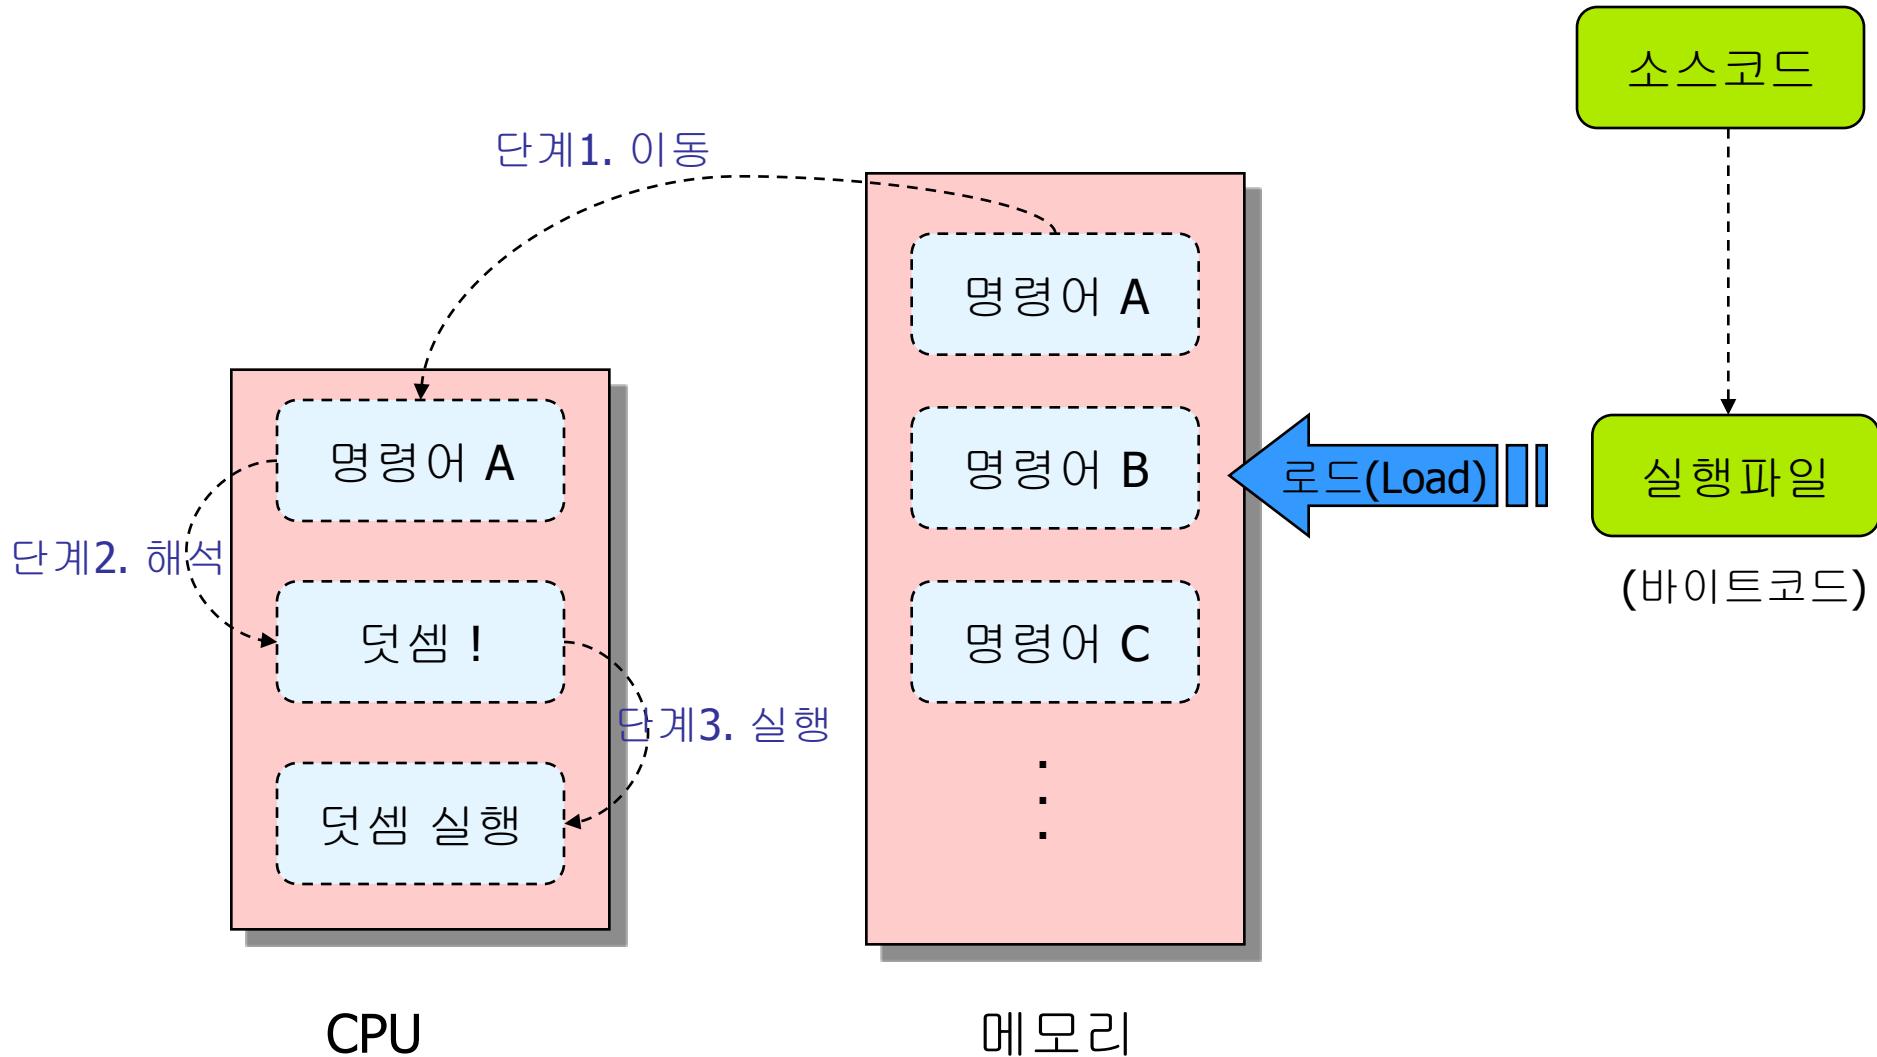 소스코드
단계1. 이동
명령어 A
명령어 A
명령어 B
로드(Load)
실행파일
단계2. 해석
(바이트코드)
덧셈 !
명령어 C
단계3. 실행
덧셈 실행
CPU
메모리